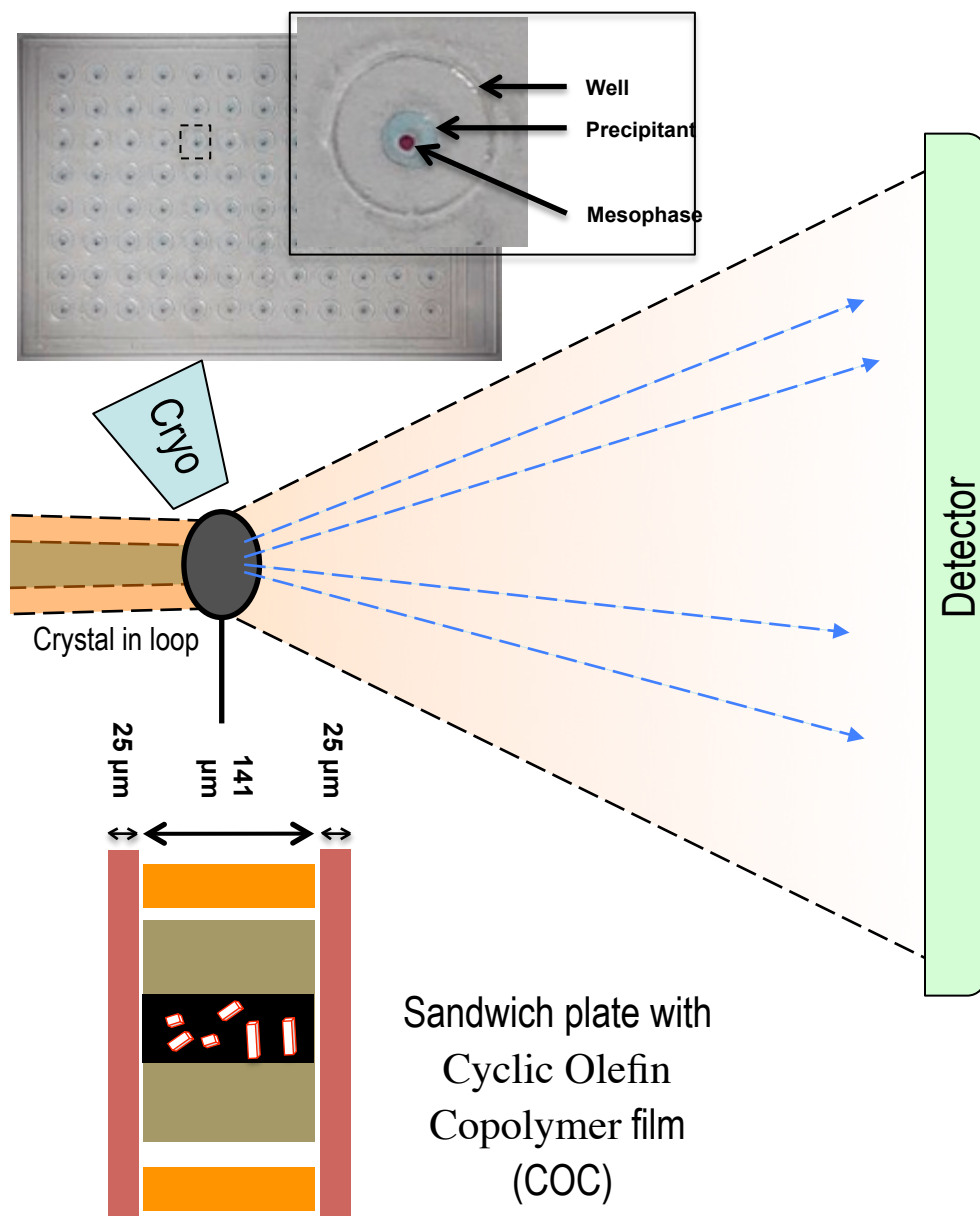 Well
Precipitant
Mesophase
Cryo
Detector
Crystal in loop
25 µm
141
µm
25 µm
Sandwich plate with
Cyclic Olefin
Copolymer film
(COC)